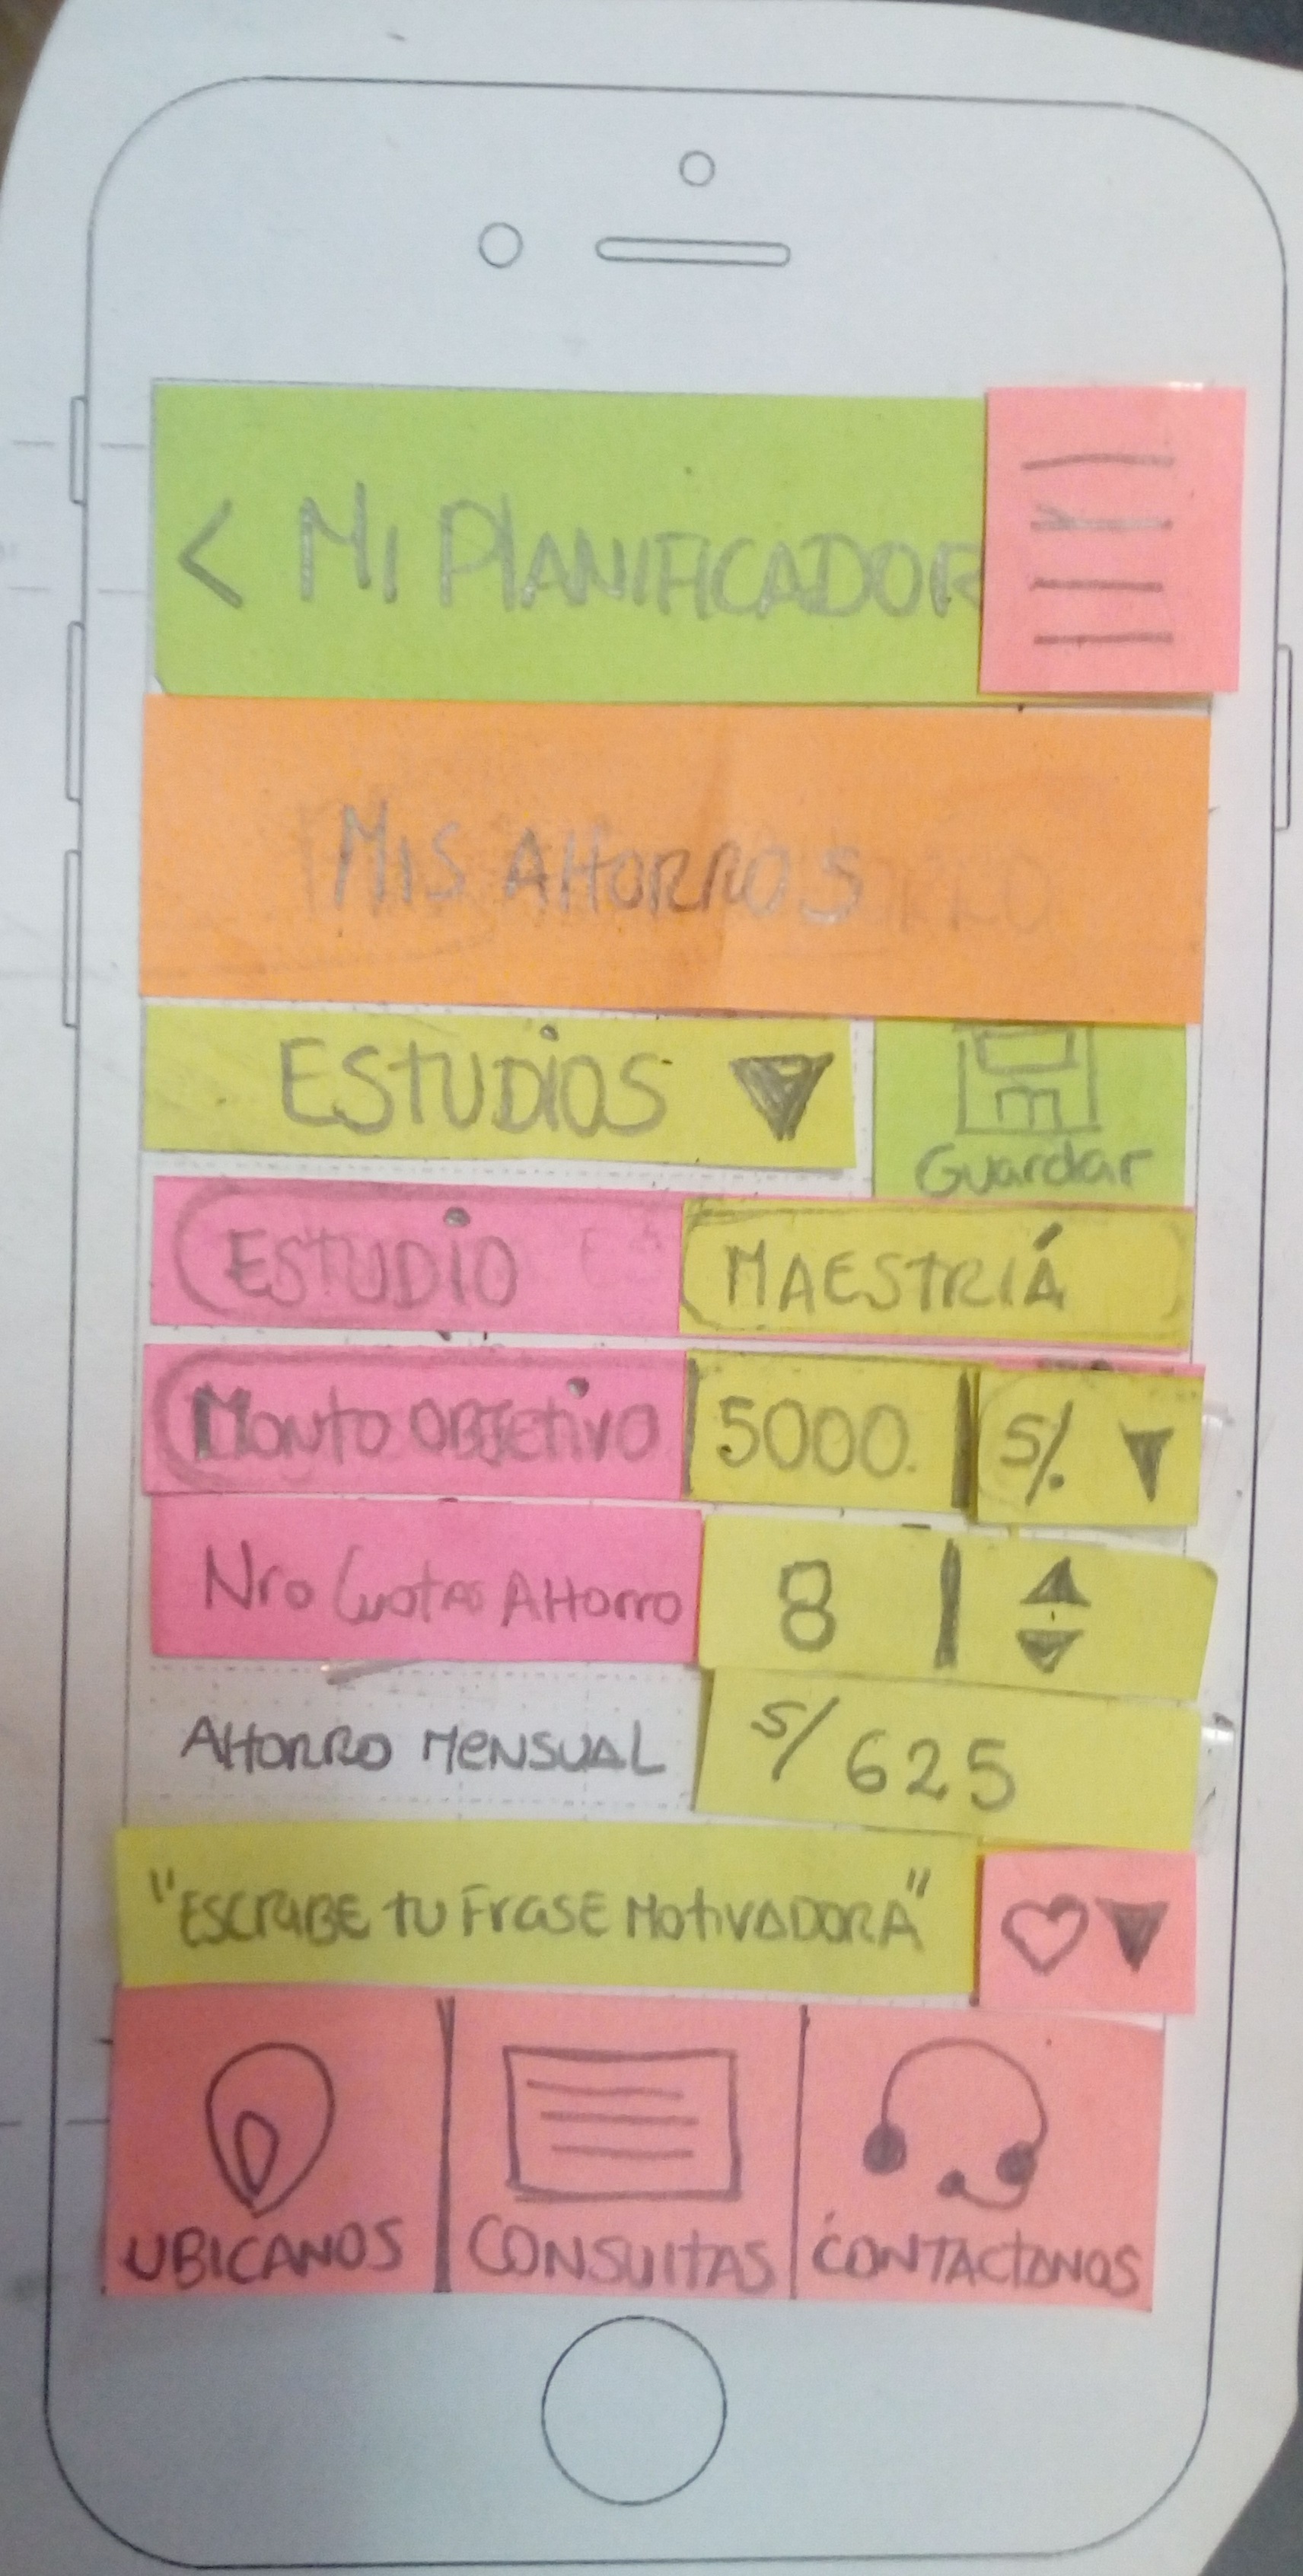 < Mi PlANIFICADOR
MIS AHORROS
ESTUDiOS
Guardar
ESTUDiO MAESTRIÁ
Monto OBJEtivo 5000. S/.
Nro Cuotas AHorro 8
AHORRO MENSUAL S/ 625
"ESCRIBE tU FrASE MotivADORA"
UBICANOS CONSUltAS CONTACtANOS